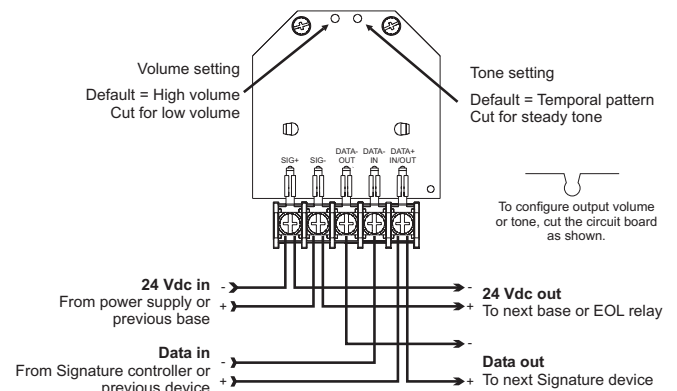 Volume setting
Default = High volume
Cut for low volume
Tone setting
Default = Temporal pattern
Cut for steady tone
SIG+ SIG- DATA- OUT DATA- IN DATA+ IN/OUT
To configure output volume
or tone, cut the circuit board
as shown.
24 Vdc in -
From power supply or +
previous base
- 24 Vdc out
+ To next base or EOL relay
Data in -
From Signature controller or
previous device +
-
Data out
+ To next Signature device